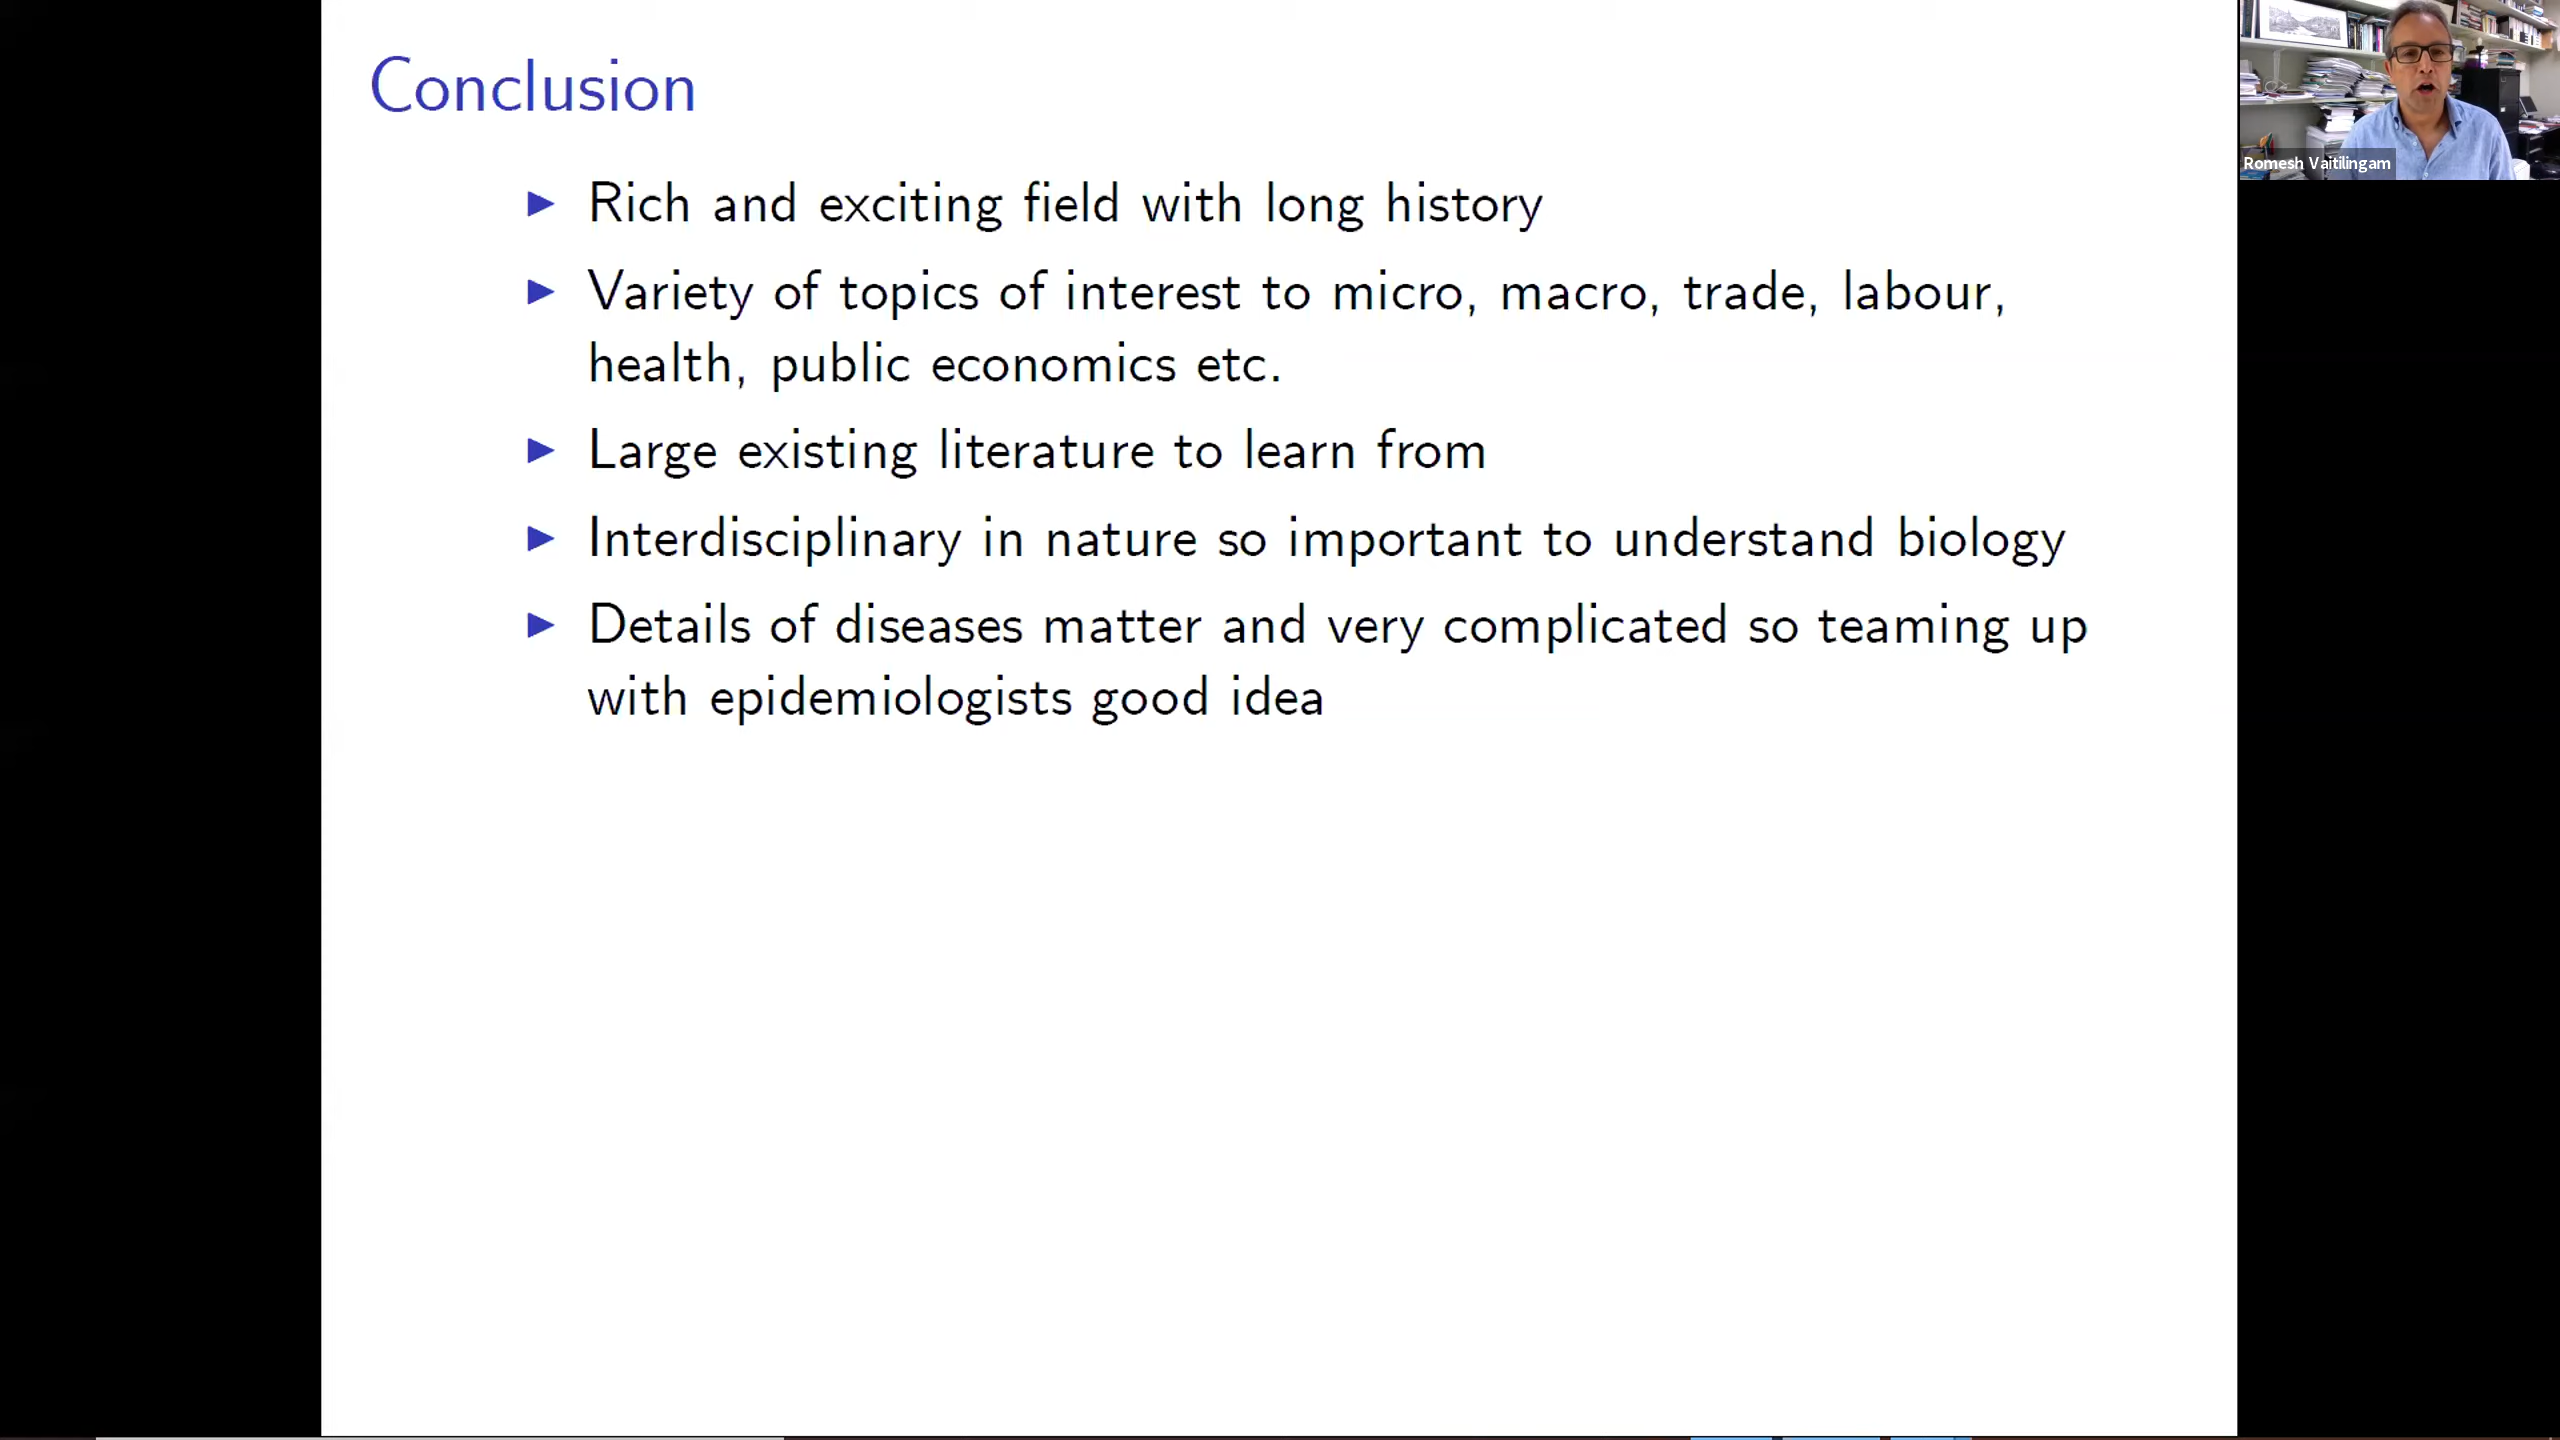 Conclusion
Rich and exciting field with long history
Variety of topics of interest to micro, macro, trade, labour,
health, public economics etc.
Large existing literature to learn from
Interdisciplinary in nature so important to understand biology
Details of diseases matter and very complicated so teaming up
with epidemiologists good idea
Romesh Vaitilingam